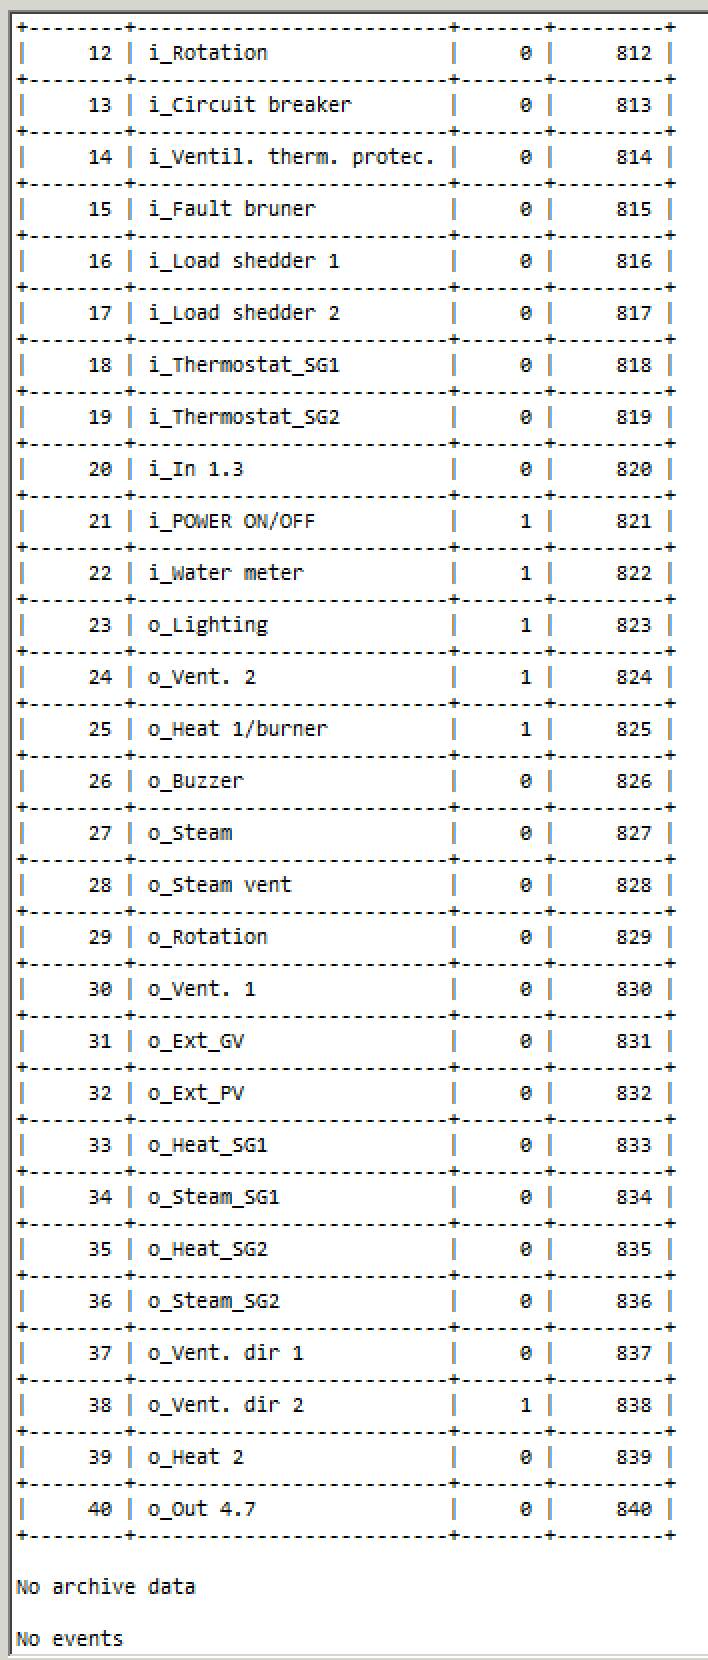 +--------+--------------------------+-------+---------+
|     12 | i_Rotation               |     0 |     812 |
+--------+--------------------------+-------+---------+
|     13 | i_Circuit breaker        |     0 |     813 |
+--------+--------------------------+-------+---------+
|     14 | i_Ventil. therm. protec. |     0 |     814 |
+--------+--------------------------+-------+---------+
|     15 | i_Fault bruner           |     0 |     815 |
+--------+--------------------------+-------+---------+
|     16 | i_Load shedder 1         |     0 |     816 |
+--------+--------------------------+-------+---------+
|     17 | i_Load shedder 2         |     0 |     817 |
+--------+--------------------------+-------+---------+
|     18 | i_Thermostat_SG1         |     0 |     818 |
+--------+--------------------------+-------+---------+
|     19 | i_Thermostat_SG2         |     0 |     819 |
+--------+--------------------------+-------+---------+
|     20 | i_In 1.3                 |     0 |     820 |
+--------+--------------------------+-------+---------+
|     21 | i_POWER ON/OFF           |     1 |     821 |
+--------+--------------------------+-------+---------+
|     22 | i_Water meter            |     1 |     822 |
+--------+--------------------------+-------+---------+
|     23 | o_Lighting               |     1 |     823 |
+--------+--------------------------+-------+---------+
|     24 | o_Vent. 2                |     1 |     824 |
+--------+--------------------------+-------+---------+
|     25 | o_Heat 1/burner          |     1 |     825 |
+--------+--------------------------+-------+---------+
|     26 | o_Buzzer                 |     0 |     826 |
+--------+--------------------------+-------+---------+
|     27 | o_Steam                  |     0 |     827 |
+--------+--------------------------+-------+---------+
|     28 | o_Steam vent             |     0 |     828 |
+--------+--------------------------+-------+---------+
|     29 | o_Rotation               |     0 |     829 |
+--------+--------------------------+-------+---------+
|     30 | o_Vent. 1                |     0 |     830 |
+--------+--------------------------+-------+---------+
|     31 | o_Ext_GV                 |     0 |     831 |
+--------+--------------------------+-------+---------+
|     32 | o_Ext_PV                 |     0 |     832 |
+--------+--------------------------+-------+---------+
|     33 | o_Heat_SG1               |     0 |     833 |
+--------+--------------------------+-------+---------+
|     34 | o_Steam_SG1              |     0 |     834 |
+--------+--------------------------+-------+---------+
|     35 | o_Heat_SG2               |     0 |     835 |
+--------+--------------------------+-------+---------+
|     36 | o_Steam_SG2              |     0 |     836 |
+--------+--------------------------+-------+---------+
|     37 | o_Vent. dir 1            |     0 |     837 |
+--------+--------------------------+-------+---------+
|     38 | o_Vent. dir 2            |     1 |     838 |
+--------+--------------------------+-------+---------+
|     39 | o_Heat 2                 |     0 |     839 |
+--------+--------------------------+-------+---------+
|     40 | o_Out 4.7                |     0 |     840 |
+--------+--------------------------+-------+---------+
No archive data
No events